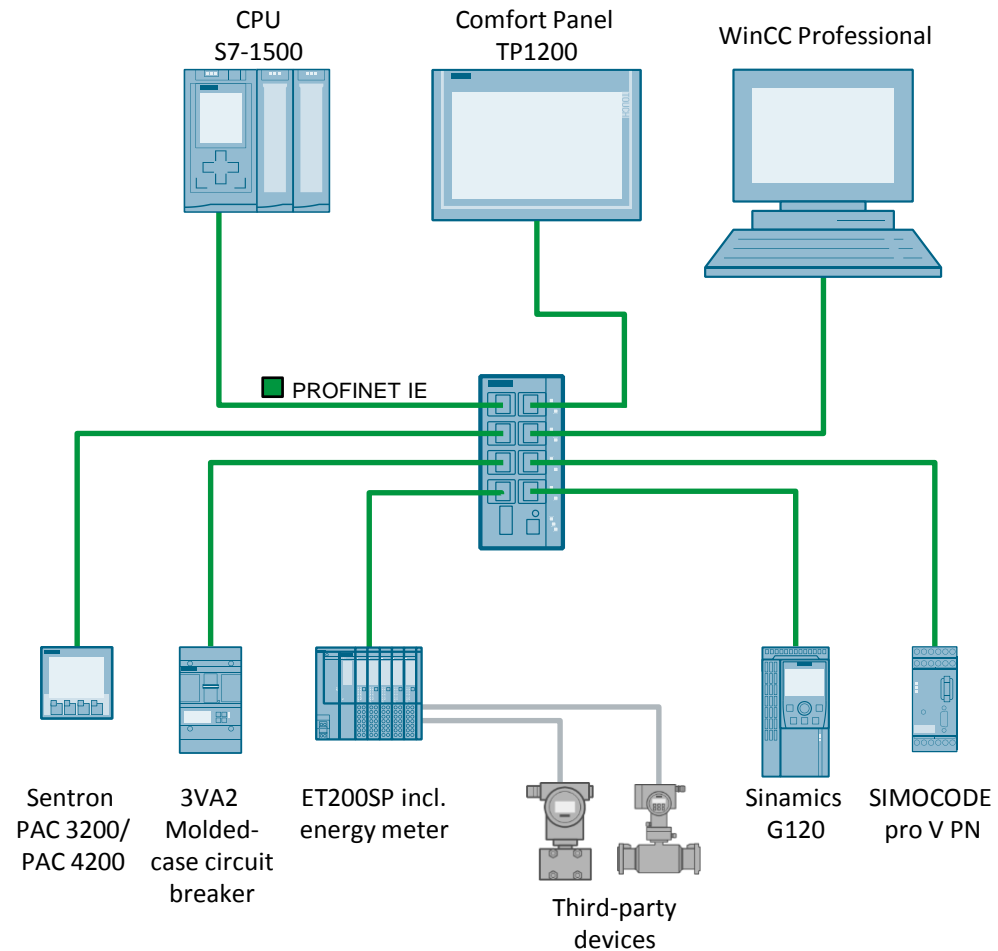 CPU
S7-1500
Comfort Panel
TP1200
WinCC Professional
TOUCH
PROFINET IE
Sentron
PAC 3200/
PAC 4200
3VA2
Molded-
case circuit
breaker
ET200SP incl.
energy meter
Third-party
devices
Sinamics
G120
SIMOCODE
pro V PN